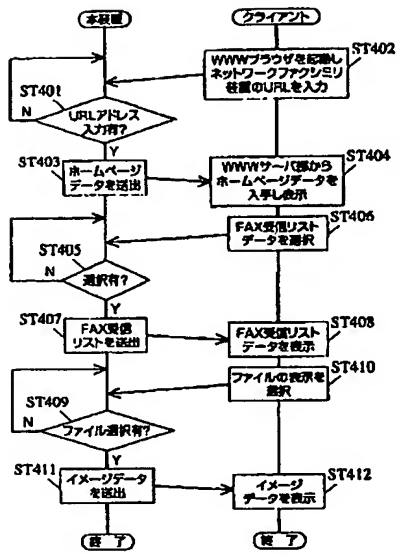 本装置
クライアント
ST402
WWWブラウザを起動し
ネットワークファクシミリ
装置のURLを入力
ST401
URLアドレス
入力有?
N
Y
ST403
ホームページ
データを送出
ST404
WWWサーバ部から
ホームページデータを
入手し表示
ST406
FAX受信リスト
データを選択
ST405
選択有?
N
Y
ST407
FAX受信
リストを送出
ST408
FAX受信リスト
データを表示
ST410
ファイルの表示を
選択
ST409
ファイル選択有?
N
Y
ST411
イメージデータ
を送出
ST412
イメージ
データを表示
終了
終了